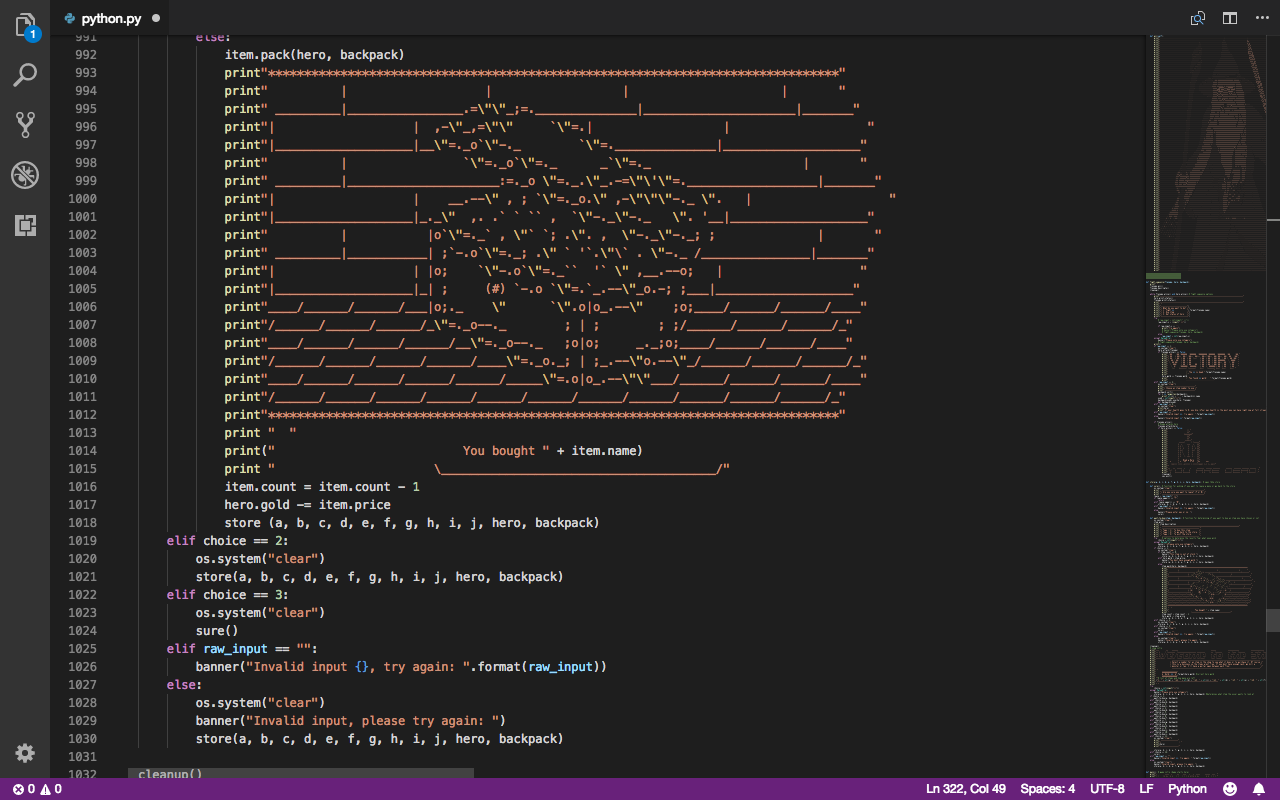 1
python.py
991 else:
992 item.pack(hero, backpack)
993 print"*******************************************************************************"
994 print"          |                   |                  |                     |       "
995 print" _________|________________.=\"\"_;=.______________|_____________________|_______"
996 print"|                   |  ,-\"_,=\"\"     `\"=.|                  |                   "
997 print"|___________________|__\"=._o`\"-._        `\"=.______________|___________________"
998 print"          |                `\"=._o`\"=._      _`\"=._                     |       "
999 print" _________|_____________________:=._o \"=._.\"_.-=\"\"\'\"=.__________________|_______"
1000 print"|                   |    __.--\" , ; `\"=._o.\" ,-\"\"\"-._ \".   |                   "
1001 print"|___________________|_._\"  ,. .` ` `` ,  `\"-._\"-._   \". '__|___________________"
1002 print"          |           |o`\"=._` , \"` `; .\". ,  \"-._\"-._; ;              |       "
1003 print" _________|___________| ;`-.o`\"=._; .\" ` '`.\"\` . \"-._ /_______________|_______"
1004 print"|                   | |o;    `\"-.o`\"=._``  '` \" ,__.--o;   |                   "
1005 print"|___________________|_| ;     (#) `-.o `\"=.`_.--\"_o.-; ;___|___________________"
1006 print"____/______/______/___|o;._    \"      `\".o|o_.--\"    ;o;____/______/______/____"
1007 print"/______/______/______/_\"=._o--._        ; | ;        ; ;/______/______/______/_"
1008 print"____/______/______/______/__\"=._o--._   ;o|o;     _._;o;____/______/______/____"
1009 print"/______/______/______/______/____\"=._o._; | ;_.--\"o.--\"_/______/______/______/_"
1010 print"____/______/______/______/______/_____\"=.o|o_.--\"\"___/______/______/______/____"
1011 print"/______/______/______/______/______/______/______/______/______/______/______/_"
1012 print"*******************************************************************************"
1013 print "  "
1014 print("                          You bought " + item.name)
1015 print "                      \______________________________________/"
1016 item.count = item.count - 1
1017 hero.gold -= item.price
1018 store (a, b, c, d, e, f, g, h, i, j, hero, backpack)
1019 elif choice == 2:
1020 os.system("clear")
1021 store(a, b, c, d, e, f, g, h, i, j, hero, backpack)
1022 elif choice == 3:
1023 os.system("clear")
1024 sure()
1025 elif raw_input == "":
1026 banner("Invalid input {}, try again: ".format(raw_input))
1027 else:
1028 os.system("clear")
1029 banner("Invalid input, please try again: ")
1030 store(a, b, c, d, e, f, g, h, i, j, hero, backpack)
1031
1032 cleanup()
VICTORY
0 0 Ln 322, Col 49 Spaces: 4 UTF-8 LF Python